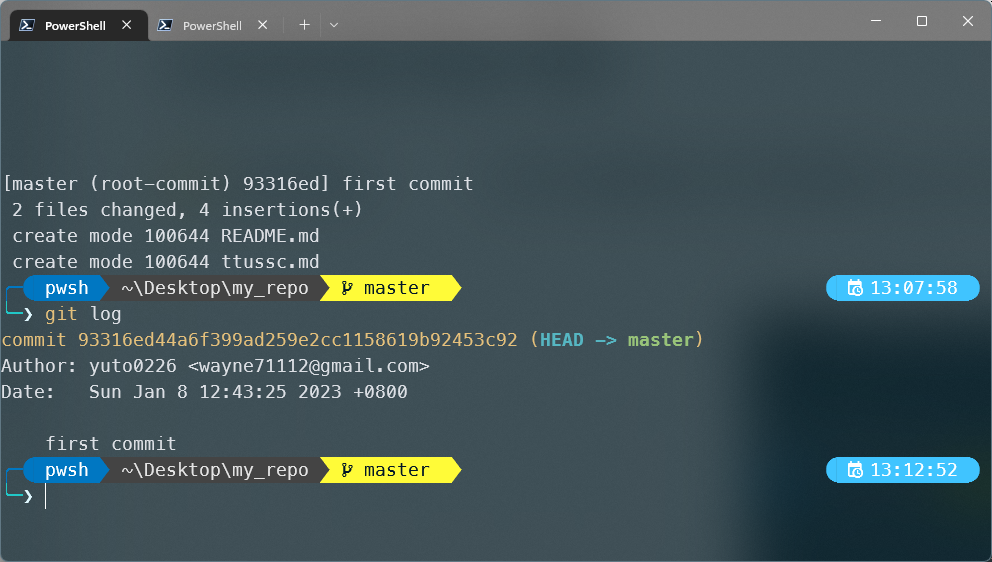 PowerShell PowerShell
[master (root-commit) 93316ed] first commit
2 files changed, 4 insertions(+)
create mode 100644 README.md
create mode 100644 ttussc.md
pwsh ~\Desktop\my_repo master 13:07:58
❯ git log
commit 93316ed44a6f399ad259e2cc1158619b92453c92 (HEAD -> master)
Author: yuto0226 <wayne71112@gmail.com>
Date:   Sun Jan 8 12:43:25 2023 +0800
first commit
pwsh ~\Desktop\my_repo master 13:12:52
❯